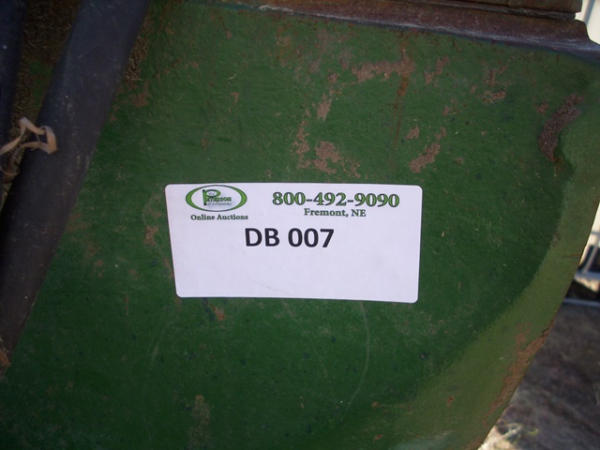 Online Auctions
800-492-9090
Fremont, NE
DB 007